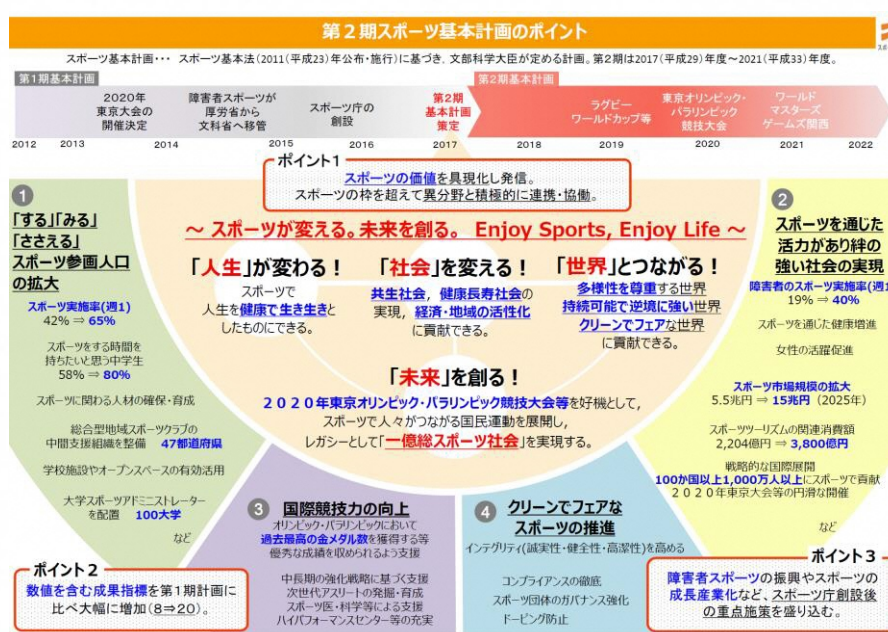 第２期スポーツ基本計画のポイント
スポーツ基本計画・・・ スポーツ基本法(2011(平成23)年公布・施行)に基づき、文部科学大臣が定める計画。第2期は2017(平成29)年度～2021(平成33)年度。
第1期基本計画
第2期基本計画
2020年
東京大会の
開催決定
障害者スポーツが
厚労省から
文科省へ移管
スポーツ庁の
創設
第2期
基本計画
策定
ラグビー
ワールドカップ等
東京オリンピック・
パラリンピック
競技大会
ワールド
マスターズ
ゲームズ関西
2012 2013 2014 2015 2016 2017 2018 2019 2020 2021 2022
ポイント1
スポーツの価値を具現化し発信。
スポーツの枠を超えて異分野と積極的に連携・協働。
～ スポーツが変える。未来を創る。 Enjoy Sports, Enjoy Life ～
「人生」が変わる！
スポーツで
人生を健康で生き生きと
したものにできる。
「社会」を変える！
共生社会，健康長寿社会の
実現，経済・地域の活性化
に貢献できる。
「世界」とつながる！
多様性を尊重する世界
持続可能で逆境に強い世界
クリーンでフェアな世界
に貢献できる。
「未来」を創る！
２０２０年東京オリンピック・パラリンピック競技大会等を好機として，
スポーツで人々がつながる国民運動を展開し，
レガシーとして「一億総スポーツ社会」を実現する。
1
「する」「みる」
「ささえる」
スポーツ参画人口
の拡大
スポーツ実施率(週1)
42% ⇒ 65%
スポーツをする時間を
持ちたいと思う中学生
58% ⇒ 80%
スポーツに関わる人材の確保・育成
総合型地域スポーツクラブの
中間支援組織を整備 47都道府県
学校施設やオープンスペースの有効活用
大学スポーツアドミニストレーター
を配置 100大学
など
2
スポーツを通じた
活力があり絆の
強い社会の実現
障害者のスポーツ実施率(週1)
19% ⇒ 40%
スポーツを通じた健康増進
女性の活躍促進
スポーツ市場規模の拡大
5.5兆円 ⇒ 15兆円（2025年）
スポーツツーリズムの関連消費額
2,204億円 ⇒ 3,800億円
戦略的な国際展開
100か国以上1,000万人以上にスポーツで貢献
２０２０年東京大会等の円滑な開催
など
3
国際競技力の向上
オリンピック・パラリンピックにおいて
過去最高の金メダル数を獲得する等
優秀な成績を収められるよう支援
中長期の強化戦略に基づく支援
次世代アスリートの発掘・育成
スポーツ医・科学等による支援
ハイパフォーマンスセンター等の充実
4
クリーンでフェアな
スポーツの推進
インテグリティ(誠実性・健全性・高潔性)を高める
コンプライアンスの徹底
スポーツ団体のガバナンス強化
ドーピング防止
ポイント2
数値を含む成果指標を第１期計画に
比べ大幅に増加(8⇒20)。
ポイント3
障害者スポーツの振興やスポーツの
成長産業化など、スポーツ庁創設後
の重点施策を盛り込む。